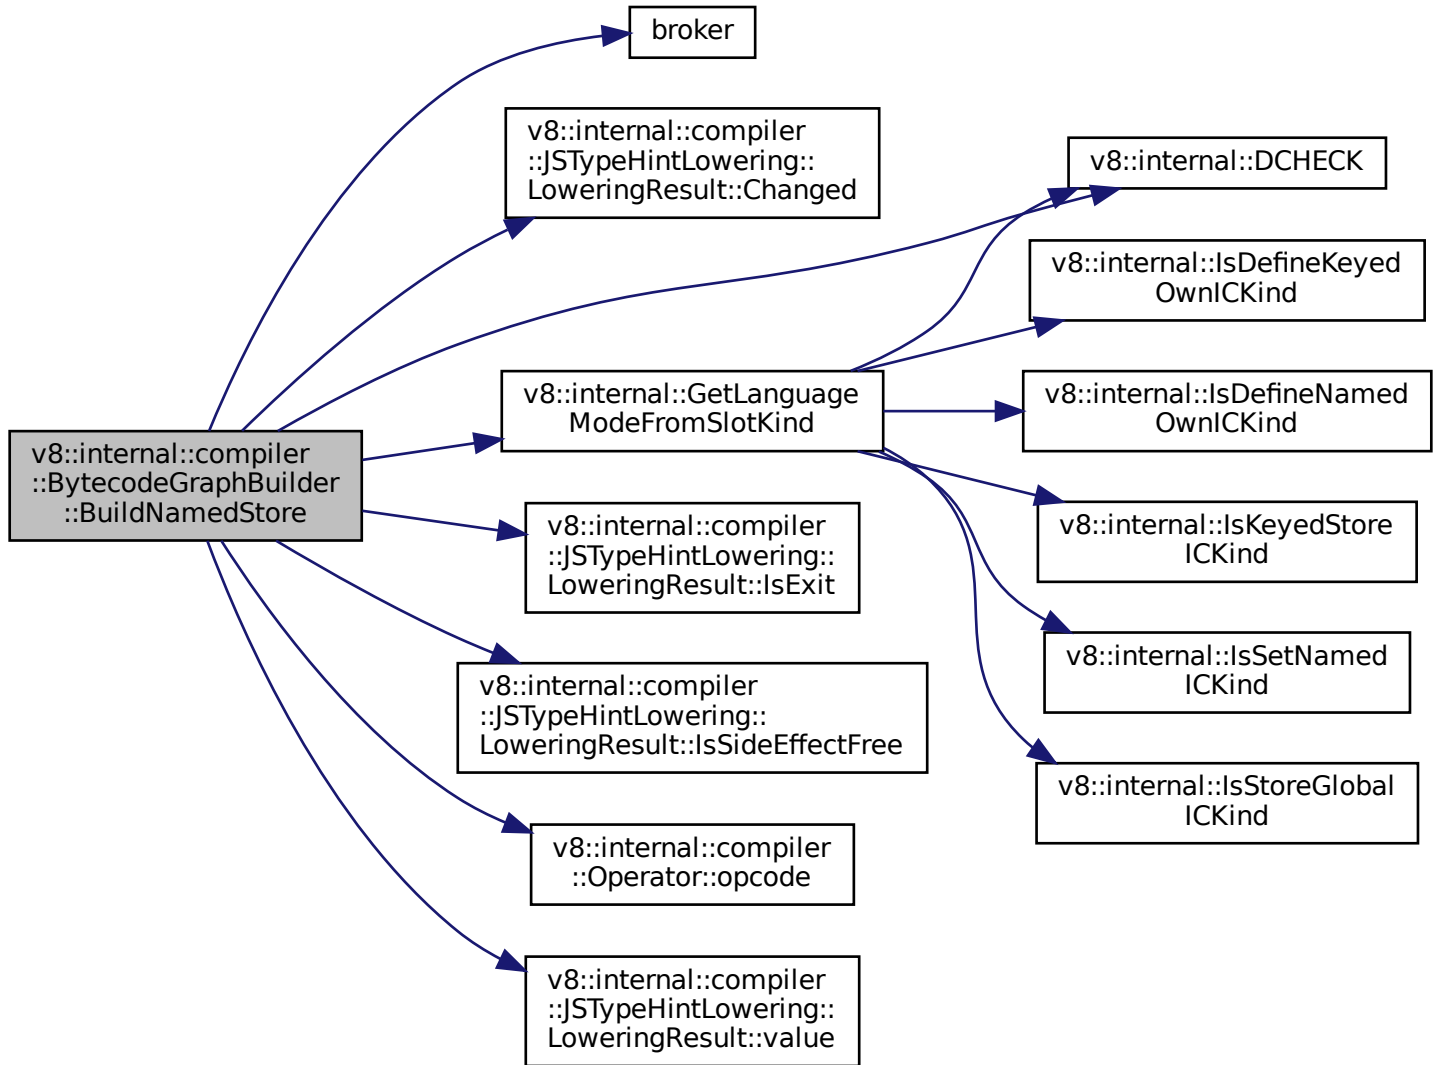 v8::internal::compiler
::BytecodeGraphBuilder
::BuildNamedStore
broker
v8::internal::compiler
::JSTypeHintLowering::
LoweringResult::Changed
v8::internal::DCHECK
v8::internal::GetLanguage
ModeFromSlotKind
v8::internal::IsDefineKeyed
OwnICKind
v8::internal::IsDefineNamed
OwnICKind
v8::internal::IsKeyedStore
ICKind
v8::internal::IsSetNamed
ICKind
v8::internal::IsStoreGlobal
ICKind
v8::internal::compiler
::JSTypeHintLowering::
LoweringResult::IsExit
v8::internal::compiler
::JSTypeHintLowering::
LoweringResult::IsSideEffectFree
v8::internal::compiler
::Operator::opcode
v8::internal::compiler
::JSTypeHintLowering::
LoweringResult::value